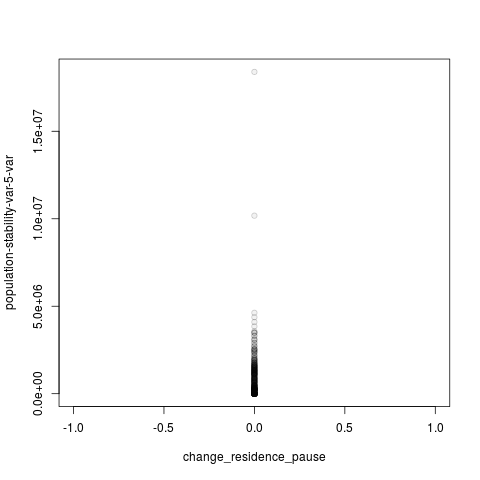 population-stability-var-5-var
1.5e+07
1.0e+07
5.0e+06
0.0e+00
-1.0
-0.5
0.0
0.5
1.0
change_residence_pause